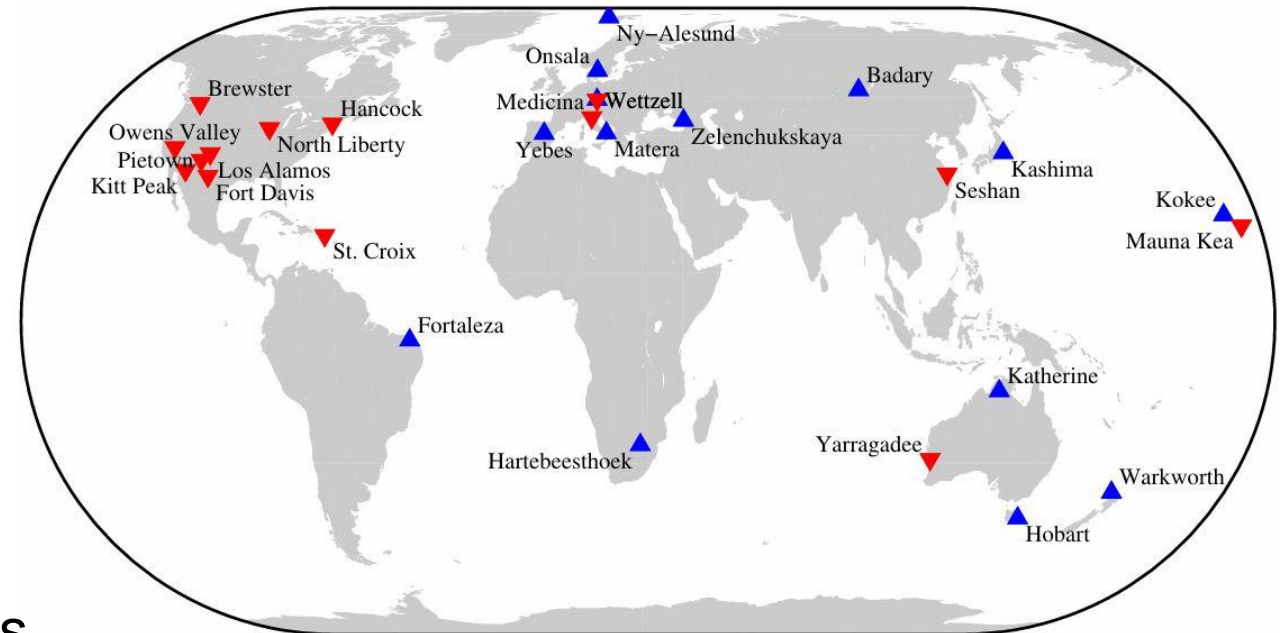 Ny−Alesund
Onsala
Badary
Brewster
Medicina
Wettzell
Hancock
Owens Valley
Zelenchukskaya
North Liberty
Yebes
Matera
Pietown
Los Alamos
Kashima
Kitt Peak
Fort Davis
Seshan
Kokee
Mauna Kea
St. Croix
Fortaleza
Katherine
Yarragadee
Hartebeesthoek
Warkworth
Hobart
s